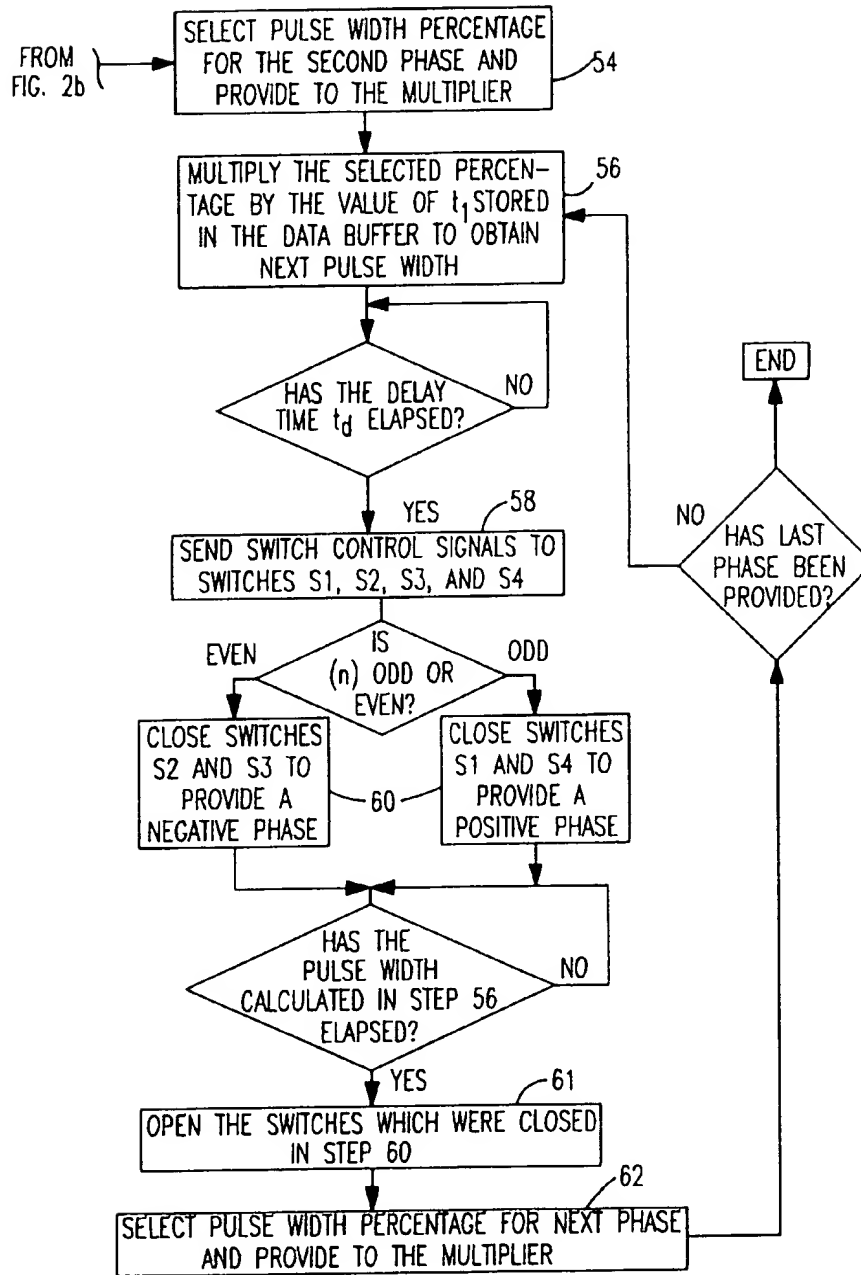 FROM
FIG. 2b
SELECT PULSE WIDTH PERCENTAGE
FOR THE SECOND PHASE AND
PROVIDE TO THE MULTIPLIER
54
MULTIPLY THE SELECTED PERCEN-
TAGE BY THE VALUE OF t1 STORED
IN THE DATA BUFFER TO OBTAIN
NEXT PULSE WIDTH
56
HAS THE DELAY
TIME td ELAPSED?
NO
YES
58
SEND SWITCH CONTROL SIGNALS TO
SWITCHES S1, S2, S3, AND S4
IS
(n) ODD OR
EVEN?
EVEN
ODD
CLOSE SWITCHES
S2 AND S3 TO
PROVIDE A
NEGATIVE PHASE
60
CLOSE SWITCHES
S1 AND S4 TO
PROVIDE A
POSITIVE PHASE
HAS THE
PULSE WIDTH
CALCULATED IN STEP 56
ELAPSED?
NO
YES
61
OPEN THE SWITCHES WHICH WERE CLOSED
IN STEP 60
62
SELECT PULSE WIDTH PERCENTAGE FOR NEXT PHASE
AND PROVIDE TO THE MULTIPLIER
HAS LAST
PHASE BEEN
PROVIDED?
NO
END